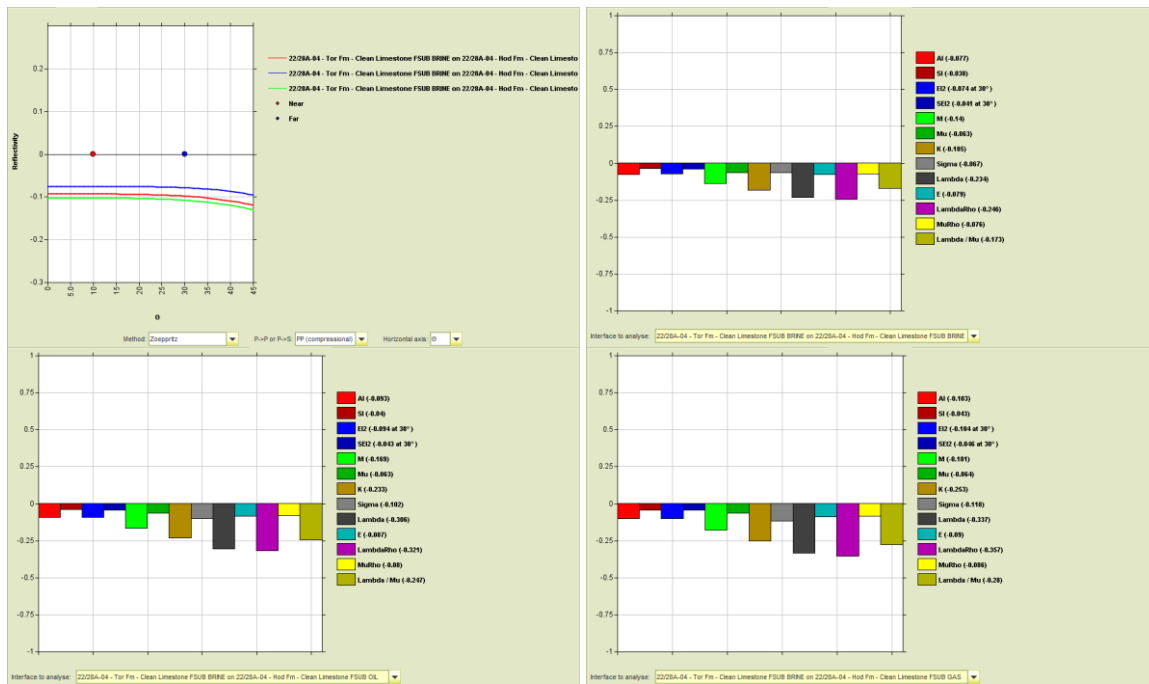 0.2
0.1
0
-0.1
-0.2
-0.3
Reflectivity
0
5.0
10
15
20
25
30
35
40
45
Θ
22/28A-04 - Tor Fm - Clean Limestone FSUB BRINE on 22/28A-04 - Hod Fm - Clean Limesto
22/28A-04 - Tor Fm - Clean Limestone FSUB BRINE on 22/28A-04 - Hod Fm - Clean Limesto
22/28A-04 - Tor Fm - Clean Limestone FSUB BRINE on 22/28A-04 - Hod Fm - Clean Limesto
Near
Far
Method: Zoeppritz P->P or P->S: PP (compressional) Horizontal axis: Θ
1
0.75
0.5
0.25
0
-0.25
-0.5
-0.75
-1
AI (-0.077)
SI (-0.038)
EI2 (-0.074 at 30°)
SEI2 (-0.041 at 30°)
M (-0.14)
Mu (-0.063)
K (-0.185)
Sigma (-0.067)
Lambda (-0.234)
E (-0.079)
LambdaRho (-0.246)
MuRho (-0.076)
Lambda / Mu (-0.173)
Interface to analyse: 22/28A-04 - Tor Fm - Clean Limestone FSUB BRINE on 22/28A-04 - Hod Fm - Clean Limestone FSUB BRINE
1
0.75
0.5
0.25
0
-0.25
-0.5
-0.75
-1
AI (-0.093)
SI (-0.04)
EI2 (-0.094 at 30°)
SEI2 (-0.043 at 30°)
M (-0.169)
Mu (-0.063)
K (-0.233)
Sigma (-0.102)
Lambda (-0.306)
E (-0.087)
LambdaRho (-0.321)
MuRho (-0.08)
Lambda / Mu (-0.247)
Interface to analyse: 22/28A-04 - Tor Fm - Clean Limestone FSUB BRINE on 22/28A-04 - Hod Fm - Clean Limestone FSUB OIL
1
0.75
0.5
0.25
0
-0.25
-0.5
-0.75
-1
AI (-0.103)
SI (-0.043)
EI2 (-0.104 at 30°)
SEI2 (-0.046 at 30°)
M (-0.181)
Mu (-0.064)
K (-0.253)
Sigma (-0.118)
Lambda (-0.337)
E (-0.09)
LambdaRho (-0.357)
MuRho (-0.086)
Lambda / Mu (-0.28)
Interface to analyse: 22/28A-04 - Tor Fm - Clean Limestone FSUB BRINE on 22/28A-04 - Hod Fm - Clean Limestone FSUB GAS